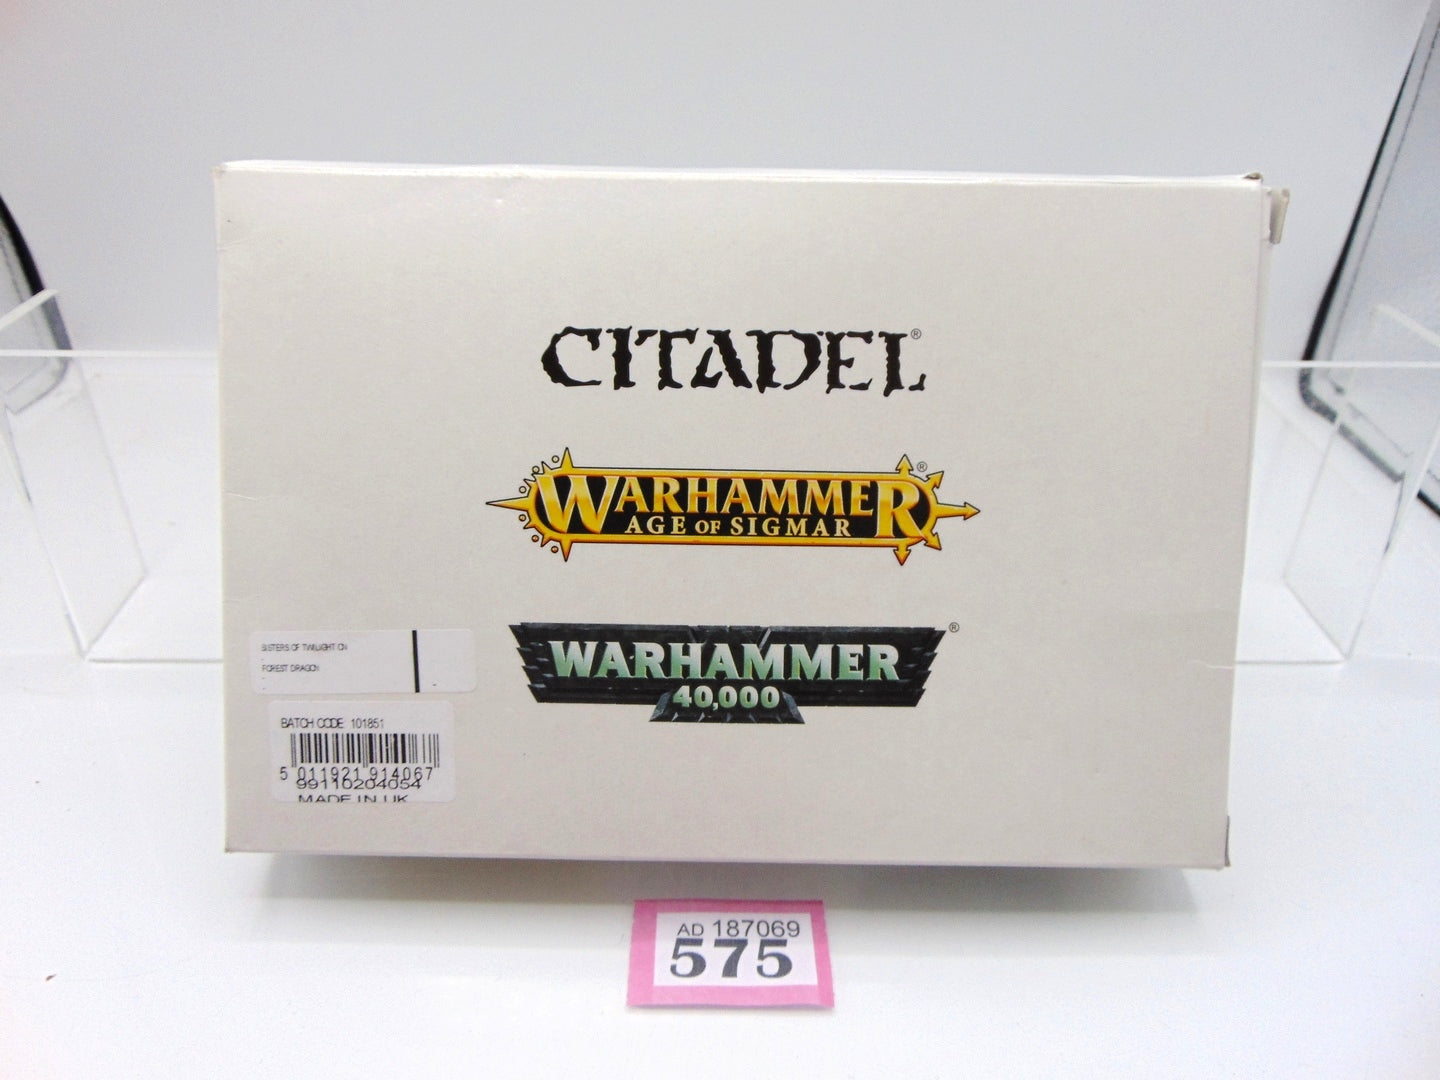 CITADEL®
WARHAMMER®
AGE OF SIGMAR
WARHAMMER®
40,000
SISTERS OF TWILIGHT ON
-
FOREST DRAGON
-
BATCH CODE: 101851
5 011921 914067
99110204054
MADE IN UK
AD 187069
575